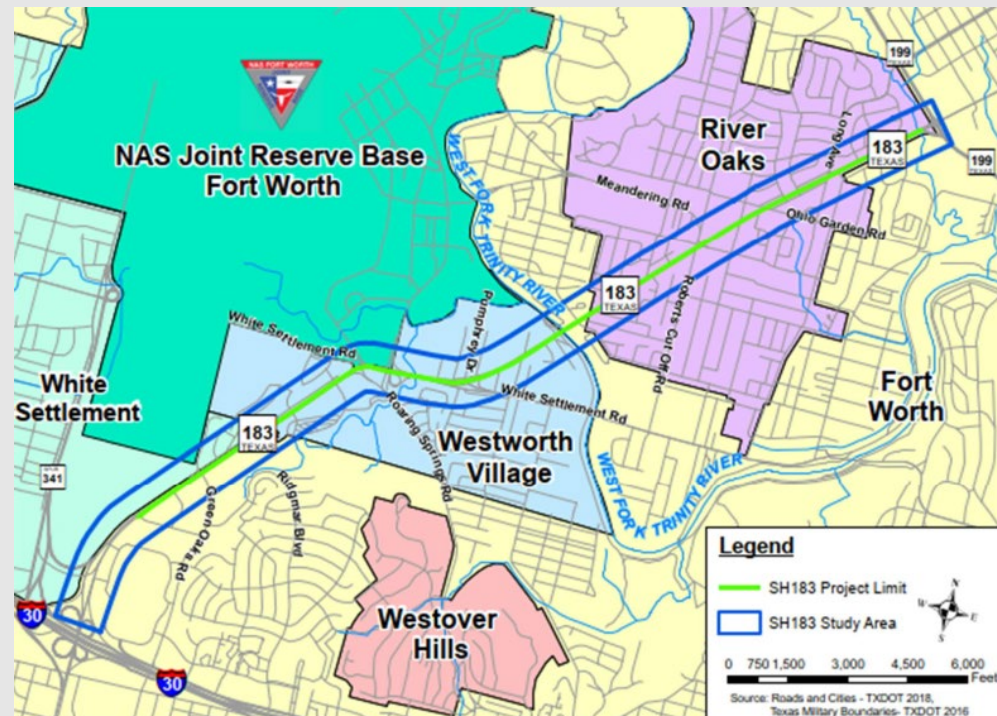 199
TEXAS
NAS FORT WORTH
NAS Joint Reserve Base
Fort Worth
WEST FORK TRINITY RIVER
River
Oaks
Long Ave
183
TEXAS
199
TEXAS
Meandering Rd
Ohio Garden Rd
183
TEXAS
Pumphrey Dr
Roberts Cut Off Rd
White Settlement Rd
White
Settlement
183
TEXAS
Roaring Springs Rd
White Settlement Rd
Westworth
Village
Fort
Worth
341
Green Oaks Rd
Ridgmar Blvd
WEST FORK TRINITY RIVER
Westover
Hills
30
30
Legend
SH183 Project Limit
SH183 Study Area
N
W
E
S
0 750 1,500 3,000 4,500 6,000
Feet
Source: Roads and Cities - TXDOT 2018,
Texas Military Boundaries- TXDOT 2016